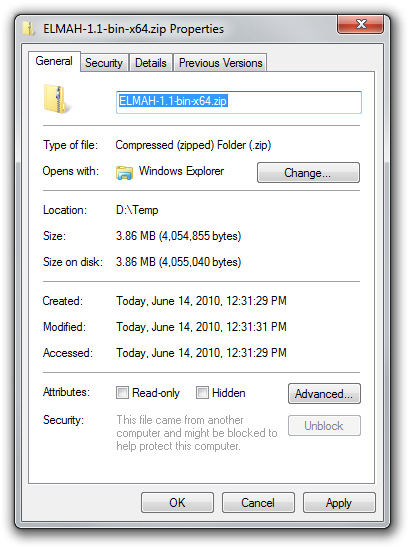 ELMAH-1.1-bin-x64.zip Properties
General Security Details Previous Versions
ELMAH-1.1-bin-x64.zip
Type of file: Compressed (zipped) Folder (.zip)
Opens with: Windows Explorer Change...
Location: D:\Temp
Size: 3.86 MB (4,054,855 bytes)
Size on disk: 3.86 MB (4,055,040 bytes)
Created: Today, June 14, 2010, 12:31:29 PM
Modified: Today, June 14, 2010, 12:31:31 PM
Accessed: Today, June 14, 2010, 12:31:29 PM
Attributes: Read-only Hidden Advanced...
Security: This file came from another Unblock
computer and might be blocked to
help protect this computer.
OK Cancel Apply